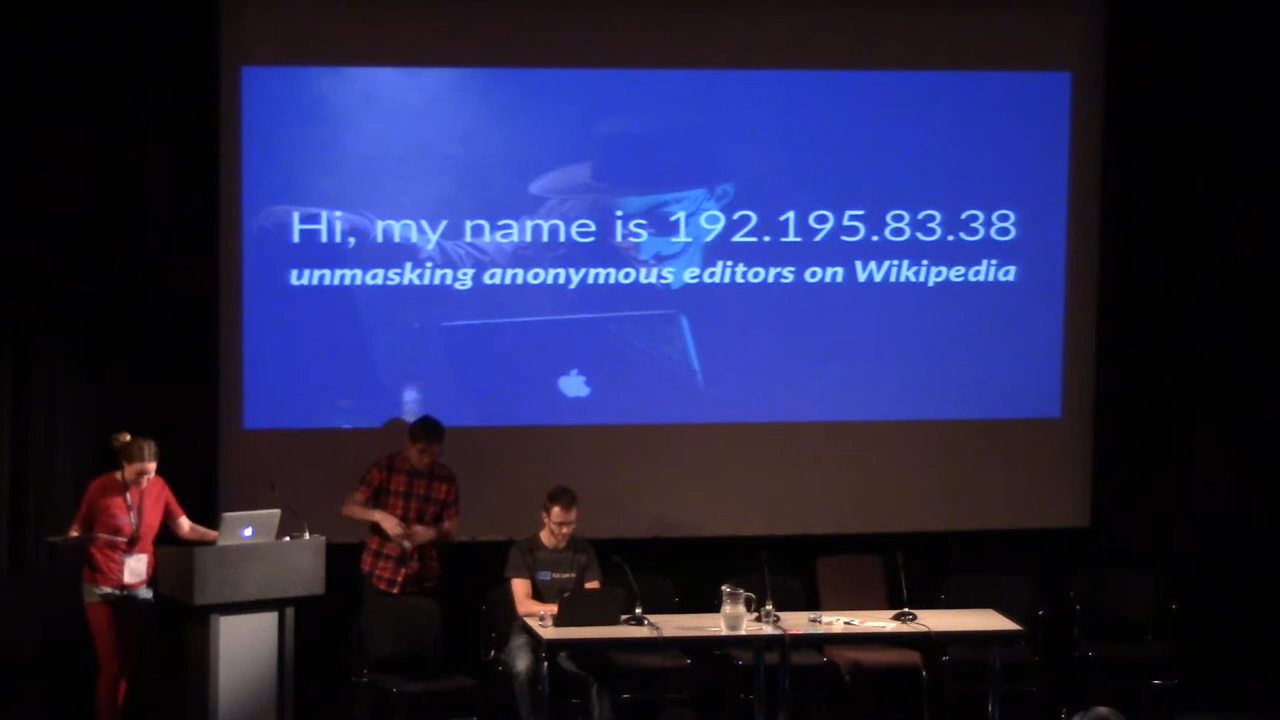 Hi, my name is 192.195.83.38
unmasking anonymous editors on Wikipedia